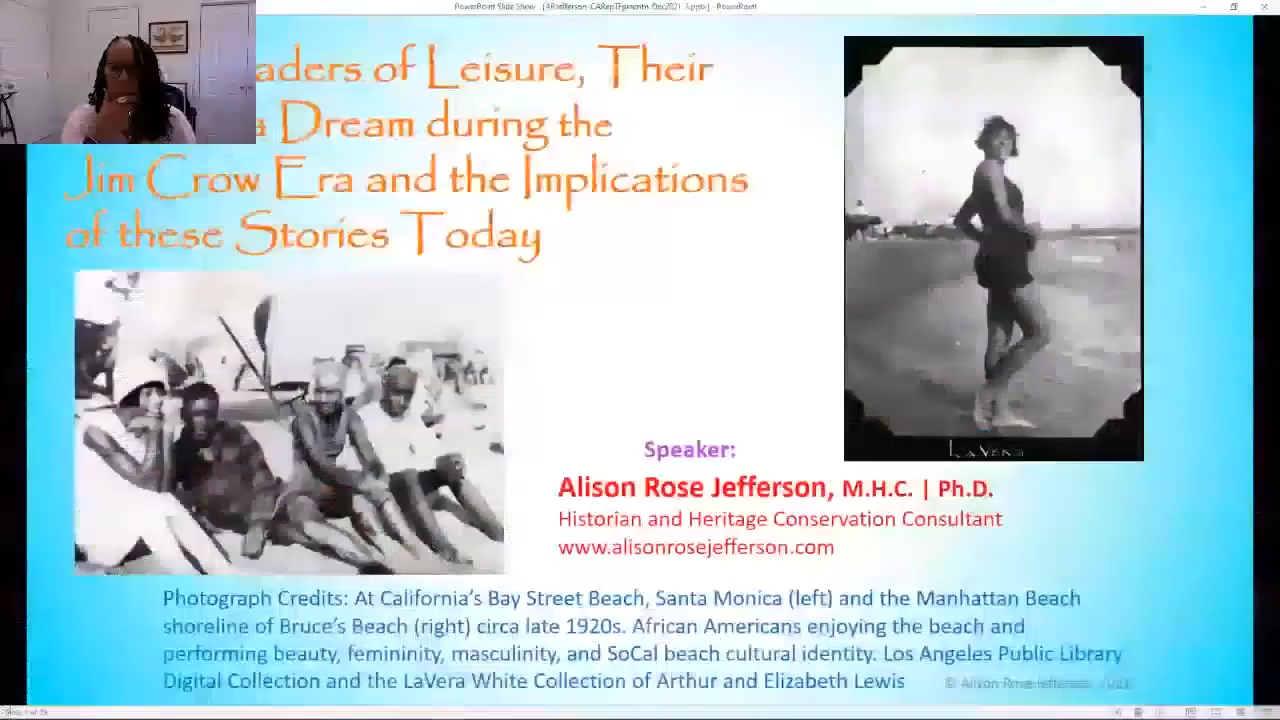 PowerPoint Slide Show - - PowerPoint
aders of Leisure, Their
a Dream during the
Jim Crow Era and the Implications
of these Stories Today
LaVera
Speaker:
Alison Rose Jefferson, M.H.C. | Ph.D.
Historian and Heritage Conservation Consultant
www.alisonrosejefferson.com
Photograph Credits: At California's Bay Street Beach, Santa Monica (left) and the Manhattan Beach
shoreline of Bruce's Beach (right) circa late 1920s. African Americans enjoying the beach and
performing beauty, femininity, masculinity, and SoCal beach cultural identity. Los Angeles Public Library
Digital Collection and the LaVera White Collection of Arthur and Elizabeth Lewis
© Alison Rose Jefferson